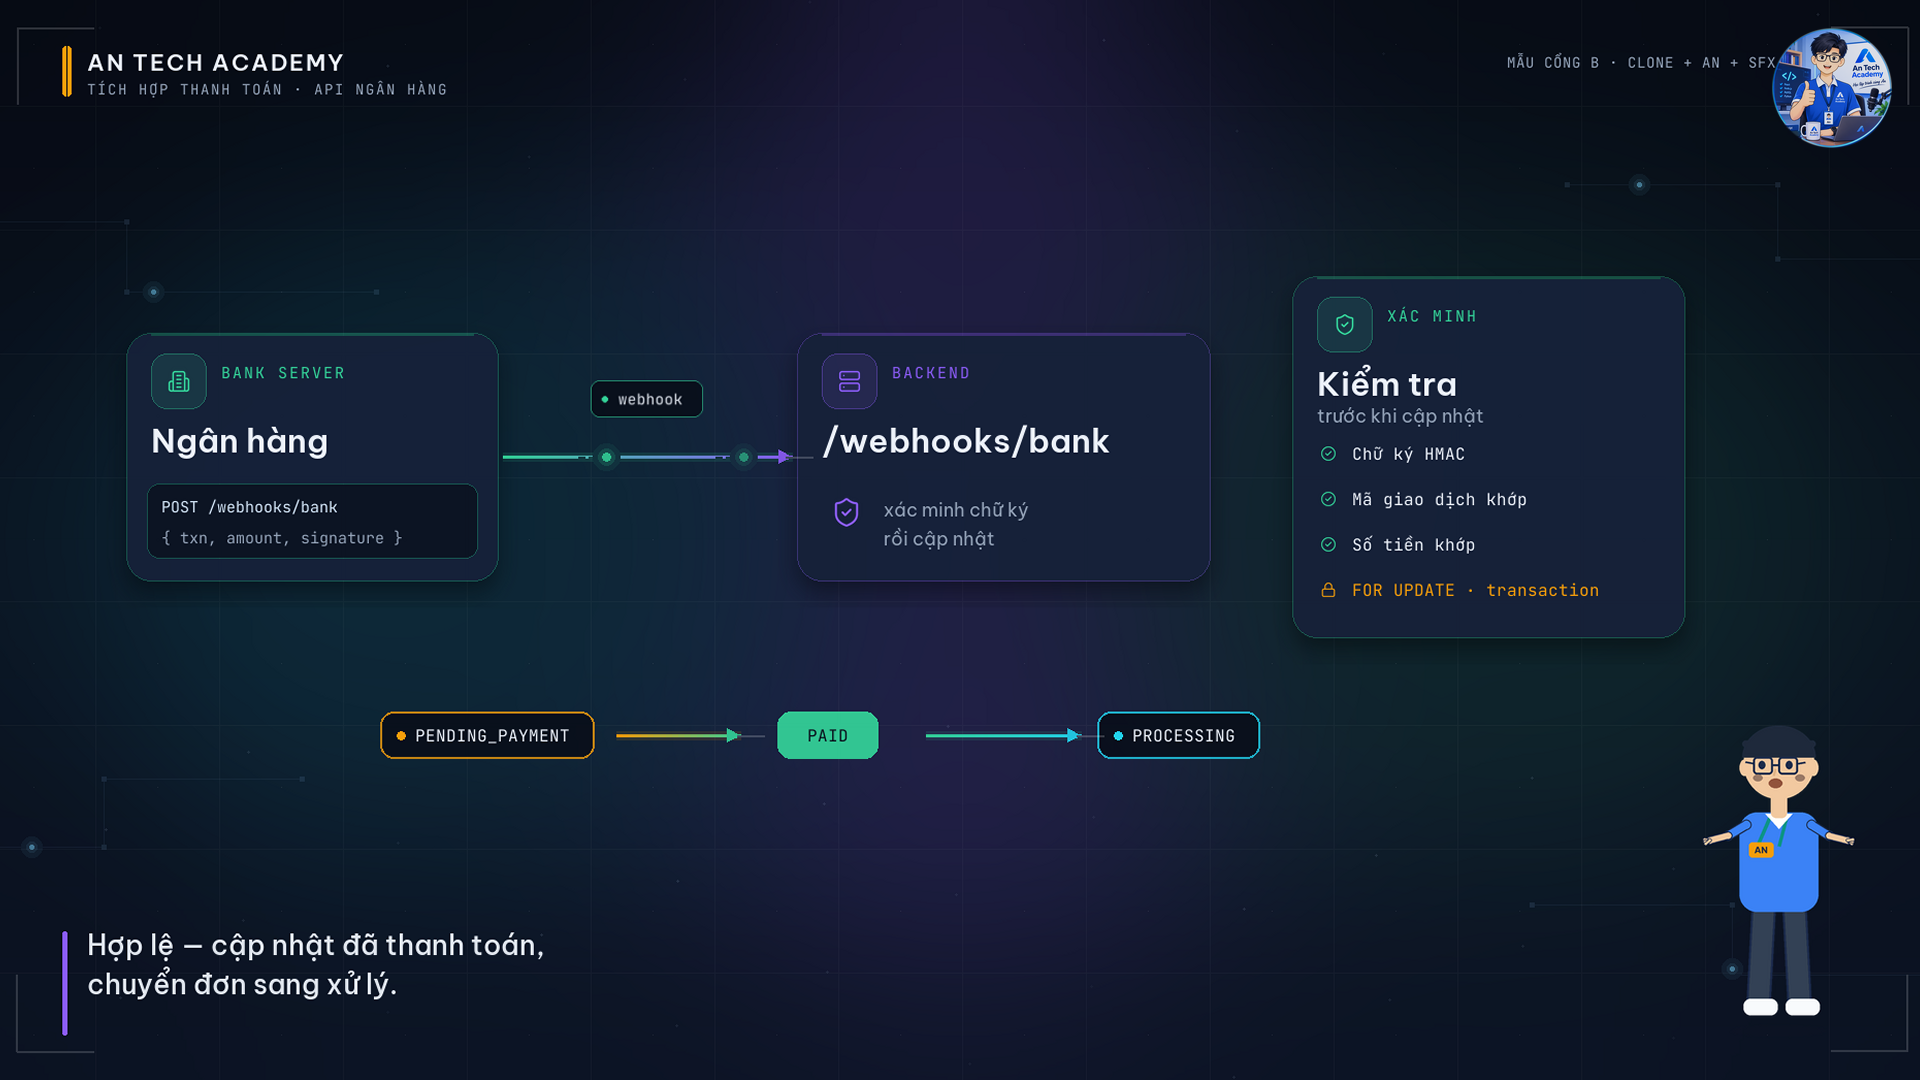 AN TECH ACADEMY
TÍCH HỢP THANH TOÁN · API NGÂN HÀNG
MẪU CỔNG B · CLONE + AN + SFX
An Tech
Academy
BANK SERVER
Ngân hàng
POST /webhooks/bank
{ txn, amount, signature }
webhook
BACKEND
/webhooks/bank
xác minh chữ ký
rồi cập nhật
XÁC MINH
Kiểm tra
trước khi cập nhật
Chữ ký HMAC
Mã giao dịch khớp
Số tiền khớp
FOR UPDATE · transaction
PENDING_PAYMENT
PAID
PROCESSING
AN
Hợp lệ — cập nhật đã thanh toán,
chuyển đơn sang xử lý.